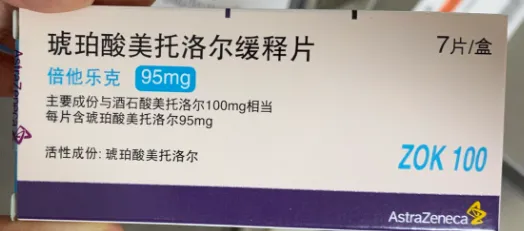 琥珀酸美托洛尔缓释片
7片/盒
倍他乐克 95mg
主要成份与酒石酸美托洛尔100mg相当
每片含琥珀酸美托洛尔95mg
活性成份: 琥珀酸美托洛尔
ZOK 100
AstraZeneca
AstraZeneca